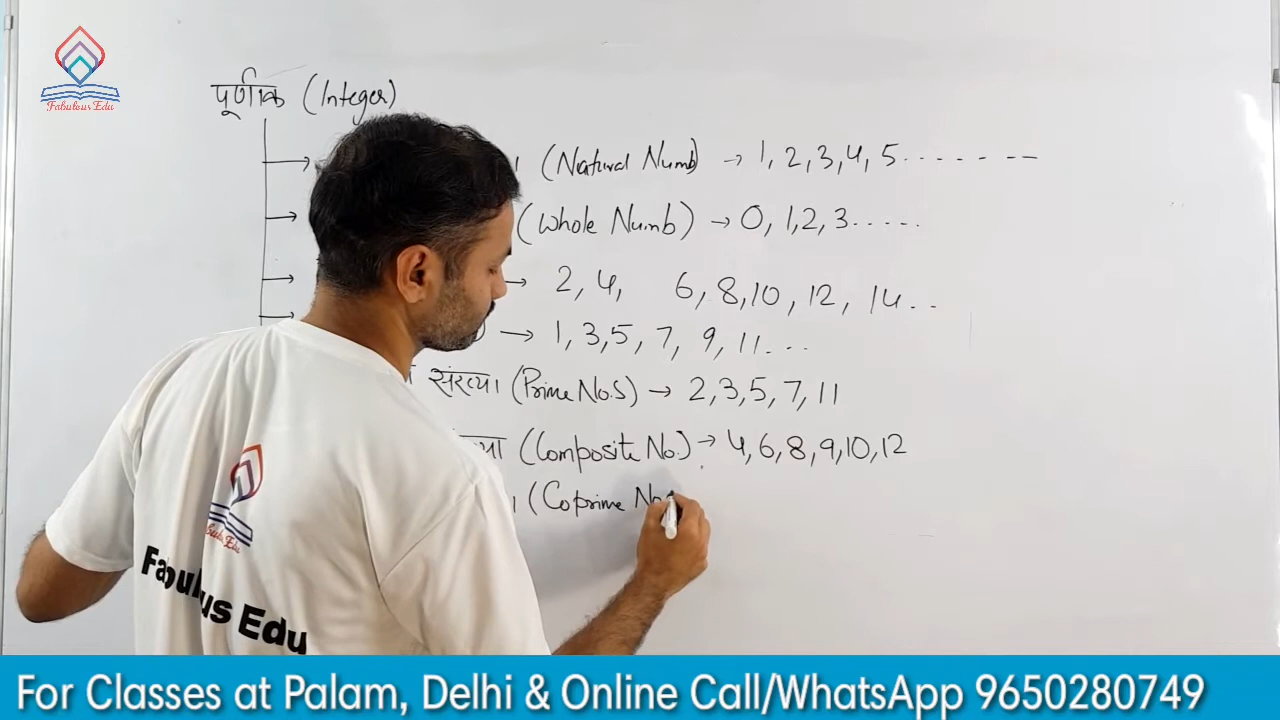 Fabulous Edu
पूर्णांक (Integer)
(Natural Numb) → 1, 2, 3, 4, 5.......
(Whole Numb) → 0, 1, 2, 3.....
→ 2, 4, 6, 8, 10, 12, 14..
→ 1, 3, 5, 7, 9, 11...
संख्या (Prime No.s) → 2, 3, 5, 7, 11
(Composite No.) → 4, 6, 8, 9, 10, 12
(Coprime No
Fabulous Edu
For Classes at Palam, Delhi & Online Call/WhatsApp 9650280749